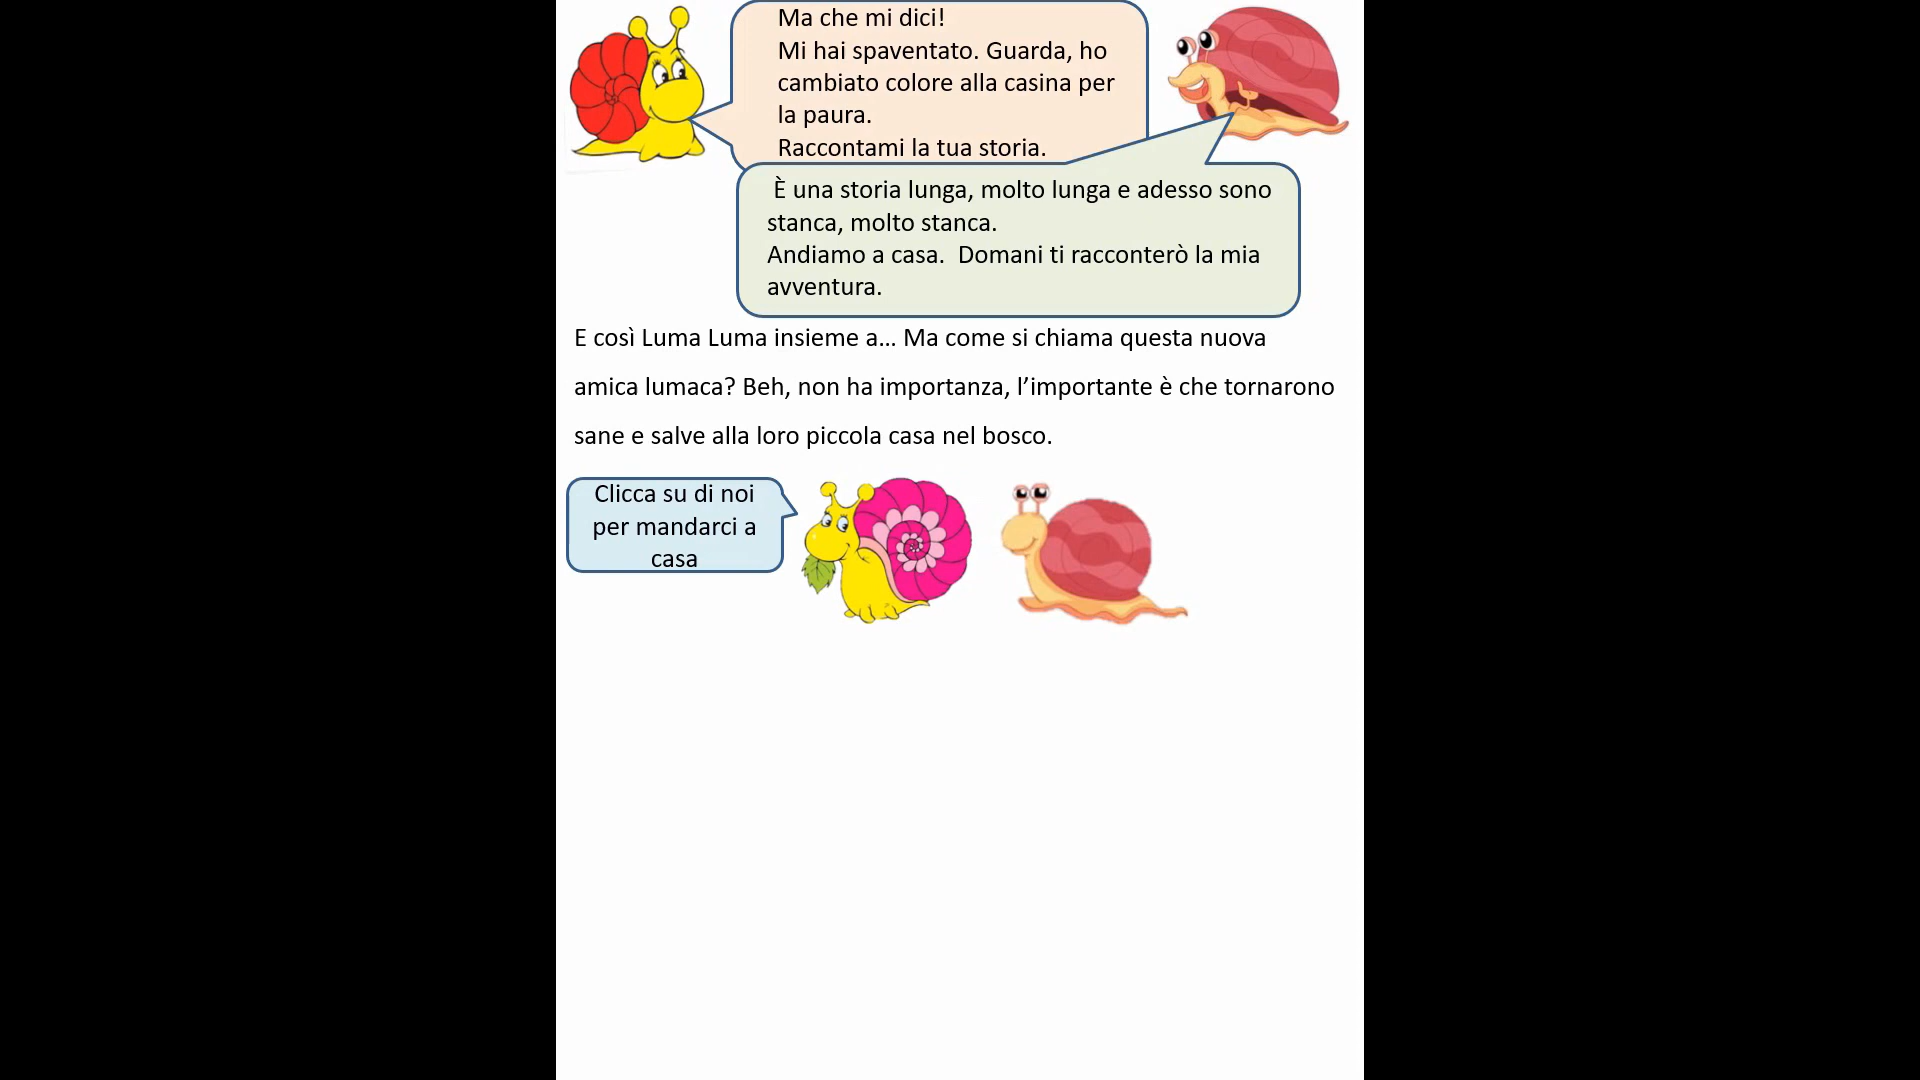 Ma che mi dici!
Mi hai spaventato. Guarda, ho
cambiato colore alla casina per
la paura.
Raccontami la tua storia.
È una storia lunga, molto lunga e adesso sono
stanca, molto stanca.
Andiamo a casa.  Domani ti racconterò la mia
avventura.
E così Luma Luma insieme a… Ma come si chiama questa nuova
amica lumaca? Beh, non ha importanza, l’importante è che tornarono
sane e salve alla loro piccola casa nel bosco.
Clicca su di noi
per mandarci a
casa